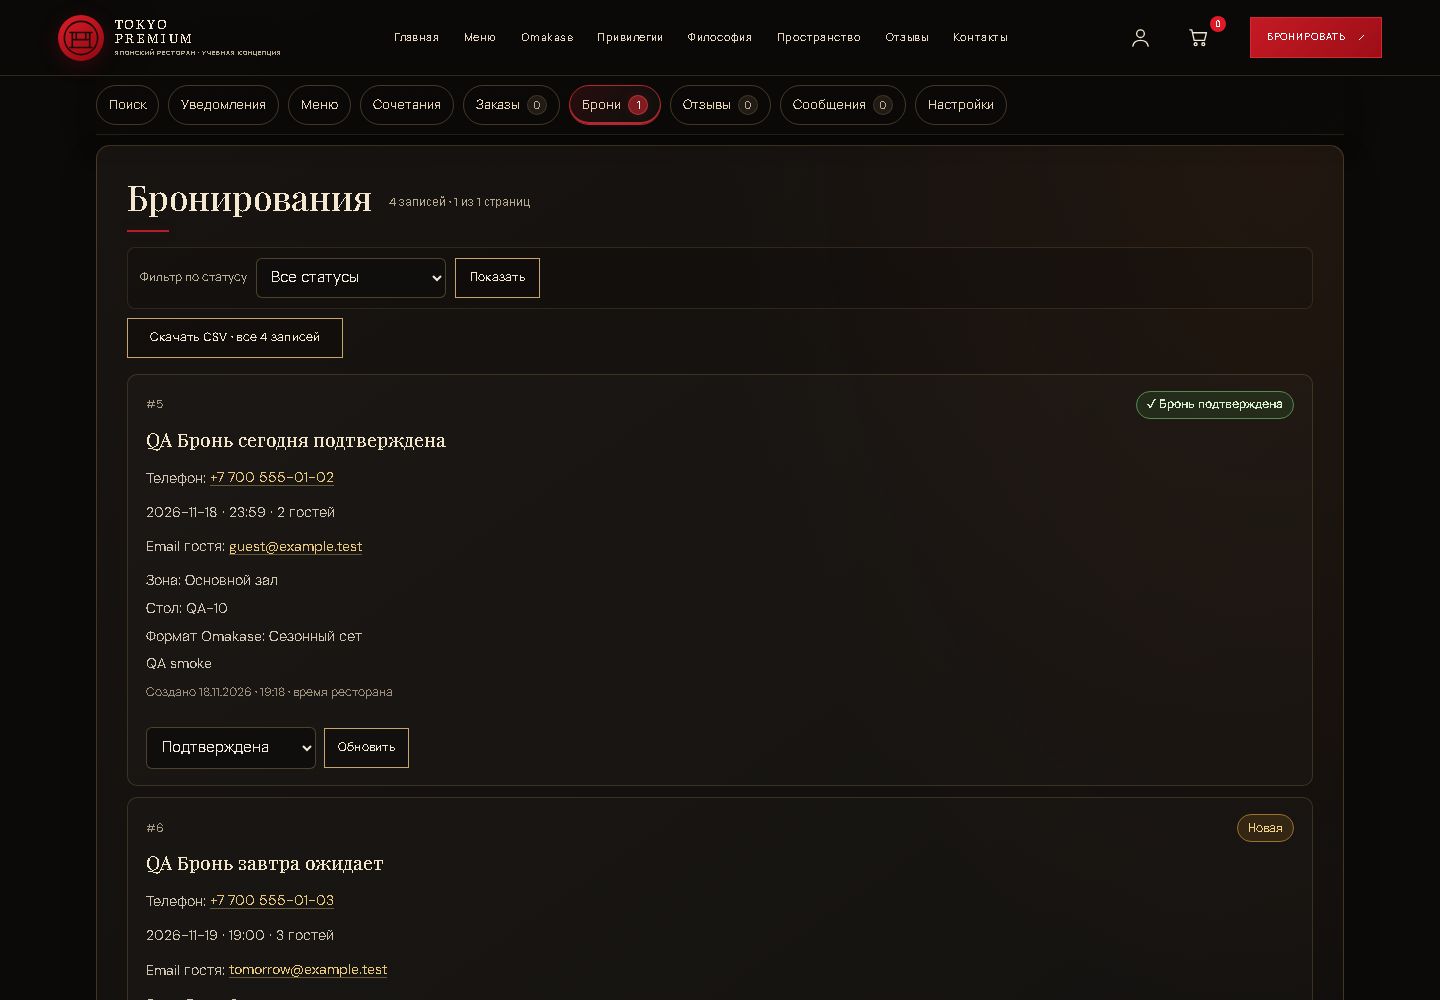 TOKYO
PREMIUM
ЯПОНСКИЙ РЕСТОРАН · УЧЕБНАЯ КОНЦЕПЦИЯ
Главная Меню Omakase Привилегии Философия Пространство Отзывы Контакты
0
БРОНИРОВАТЬ
Поиск Уведомления Меню Сочетания Заказы 0 Брони 1 Отзывы 0 Сообщения 0 Настройки
Бронирования 4 записей · 1 из 1 страниц
Фильтр по статусу Все статусы Показать
Скачать CSV · все 4 записей
#5 ✓ Бронь подтверждена
QA Бронь сегодня подтверждена
Телефон: +7 700 555-01-02
2026-11-18 · 23:59 · 2 гостей
Email гостя: guest@example.test
Зона: Основной зал
Стол: QA-10
Формат Omakase: Сезонный сет
QA smoke
Создано 18.11.2026 · 19:18 · время ресторана
Подтверждена Обновить
#6 Новая
QA Бронь завтра ожидает
Телефон: +7 700 555-01-03
2026-11-19 · 19:00 · 3 гостей
Email гостя: tomorrow@example.test